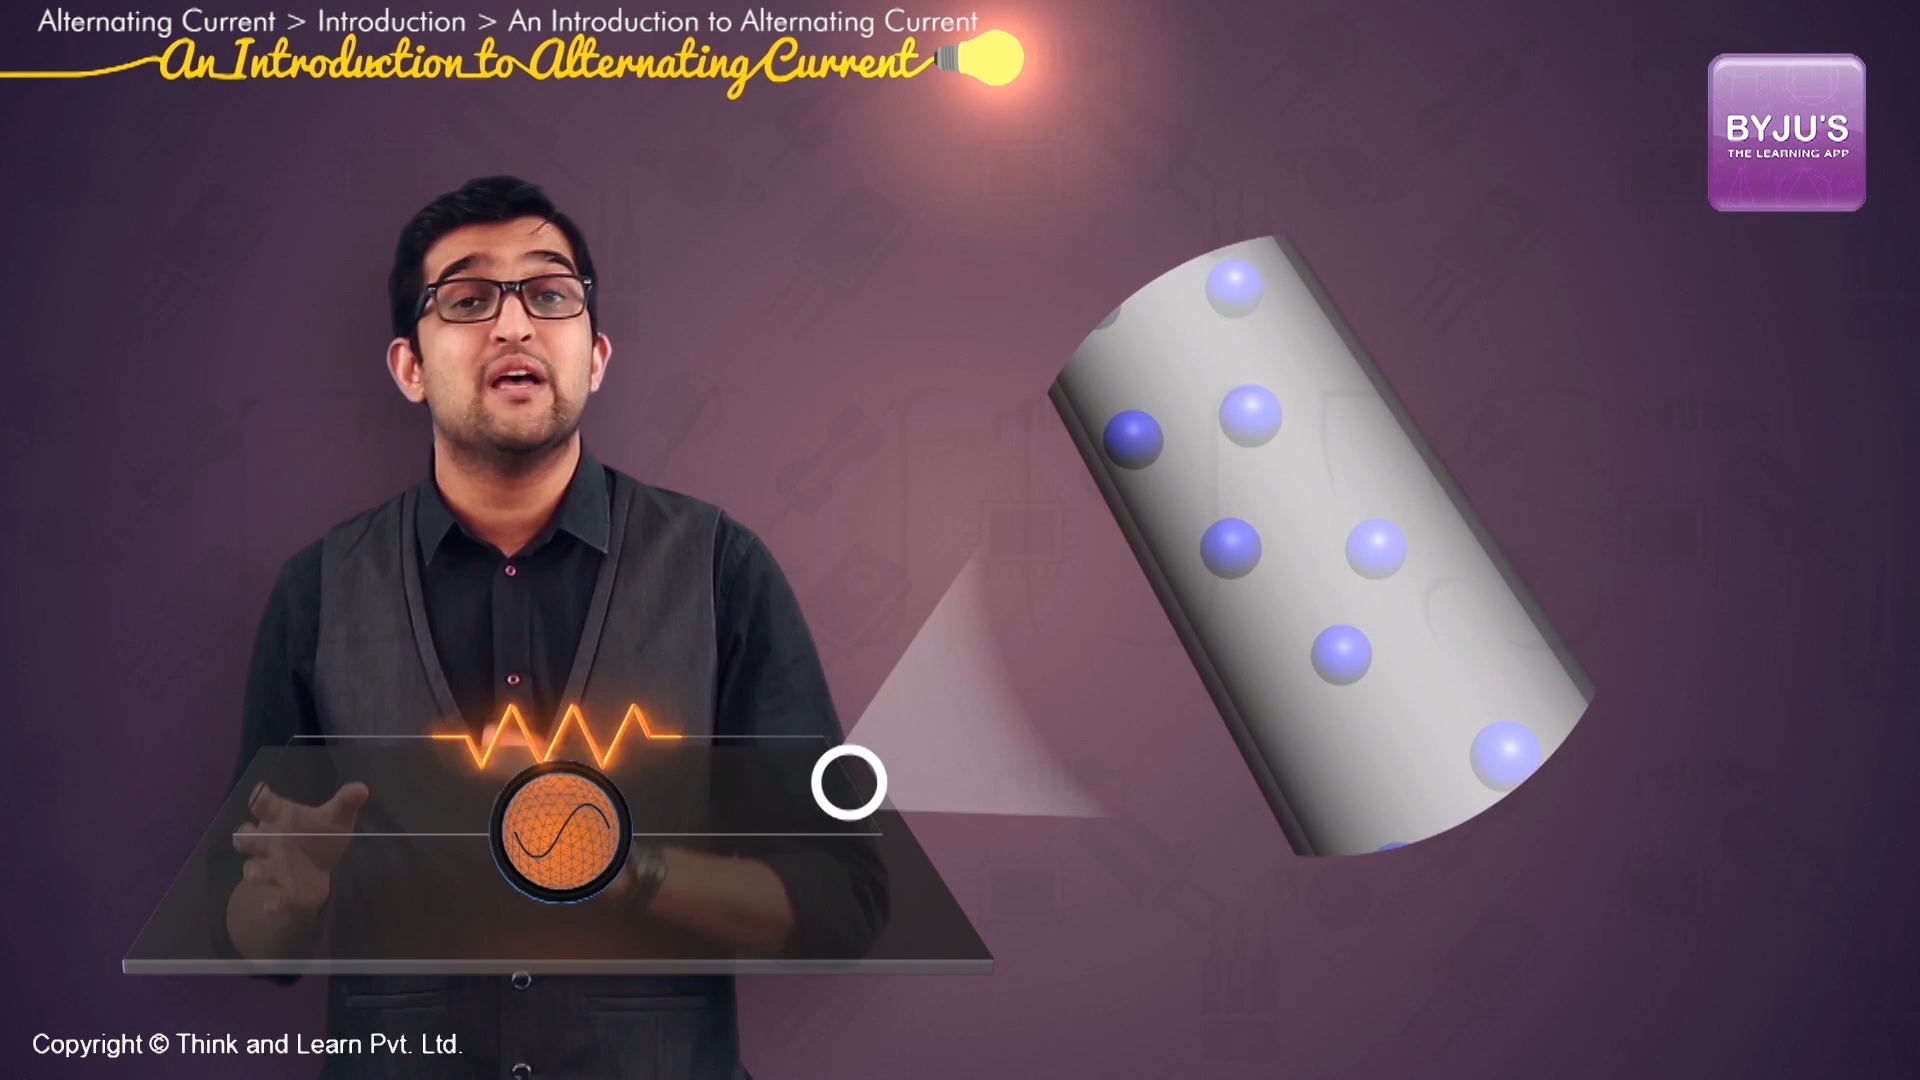 Alternating Current > Introduction > An Introduction to Alternating Current
An Introduction to Alternating Current
BYJU'S
THE LEARNING APP
Copyright © Think and Learn Pvt. Ltd.